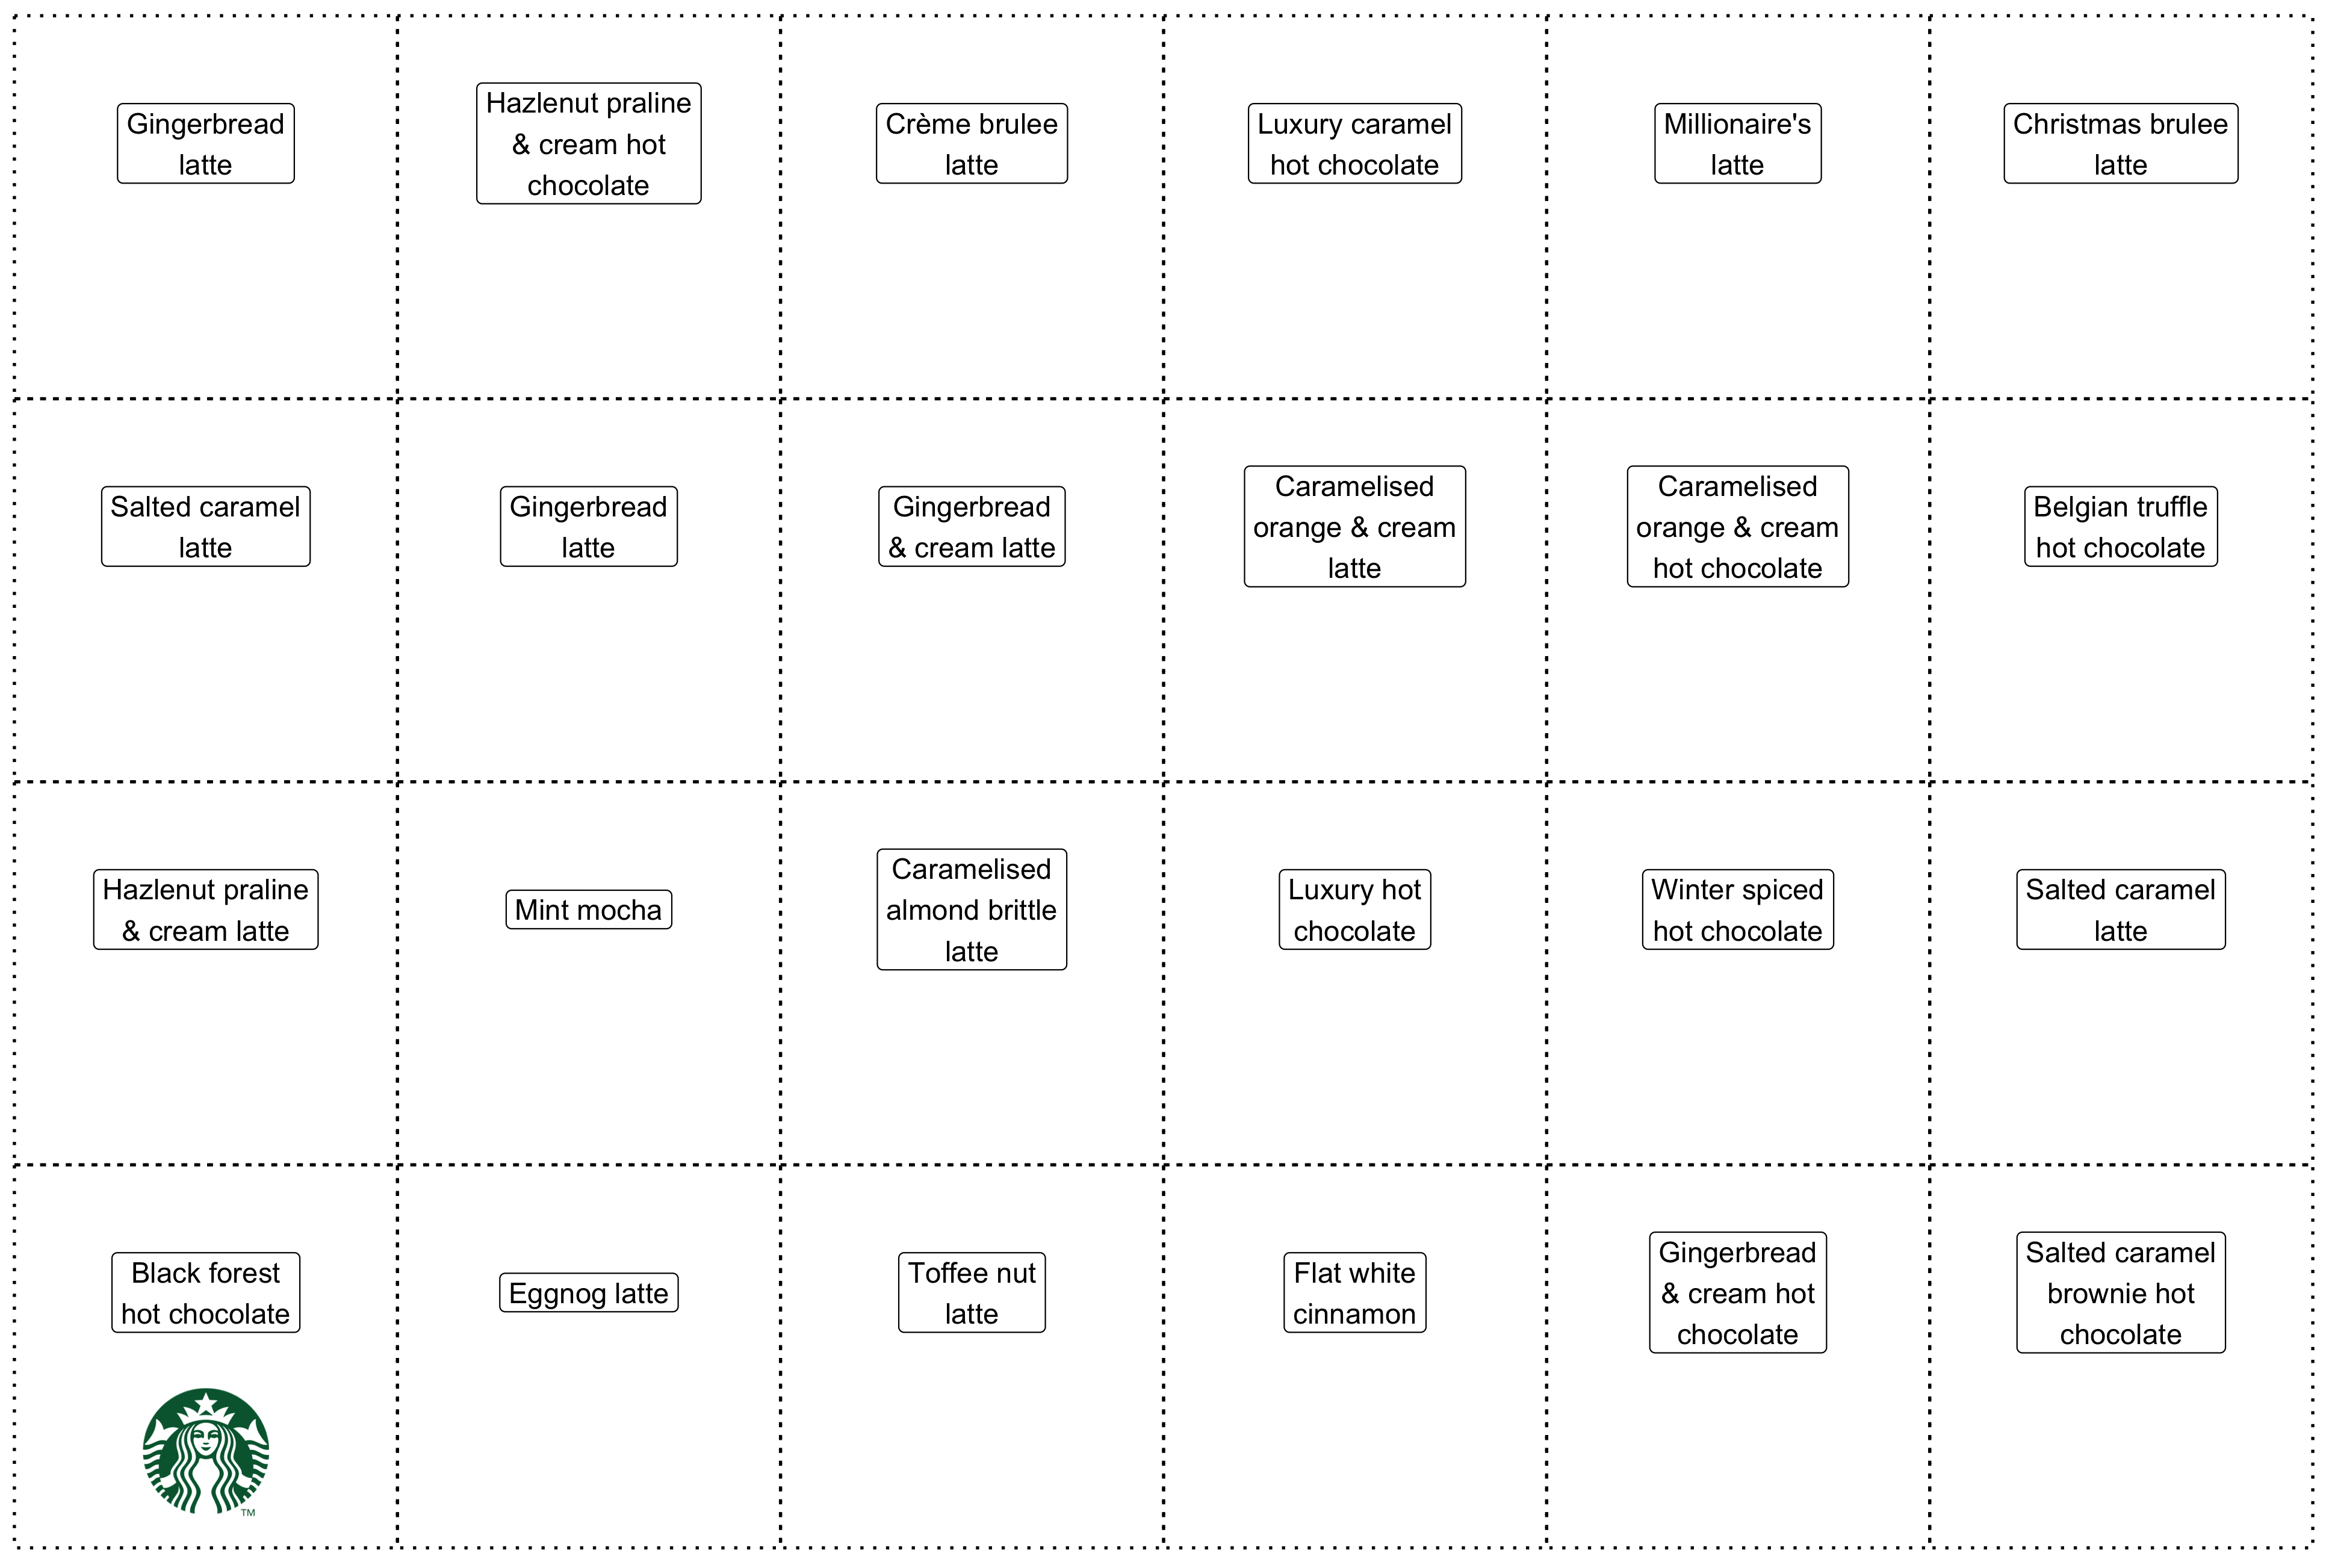 Gingerbread
latte
Hazlenut praline
& cream hot
chocolate
Crème brulee
latte
Luxury caramel
hot chocolate
Millionaire's
latte
Christmas brulee
latte
Salted caramel
latte
Gingerbread
latte
Gingerbread
& cream latte
Caramelised
orange & cream
latte
Caramelised
orange & cream
hot chocolate
Belgian truffle
hot chocolate
Hazlenut praline
& cream latte
Mint mocha
Caramelised
almond brittle
latte
Luxury hot
chocolate
Winter spiced
hot chocolate
Salted caramel
latte
Black forest
hot chocolate
Eggnog latte
Toffee nut
latte
Flat white
cinnamon
Gingerbread
& cream hot
chocolate
Salted caramel
brownie hot
chocolate
TM